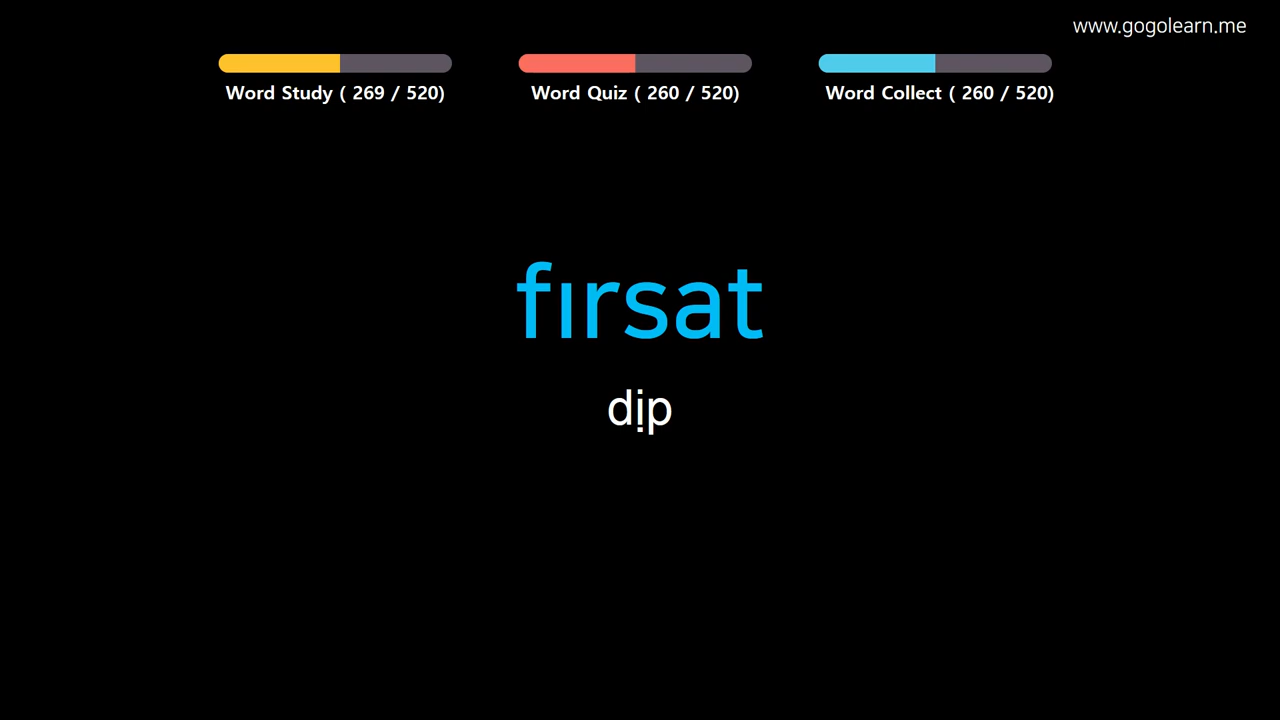 www.gogolearn.me
Word Study ( 269 / 520)
Word Quiz ( 260 / 520)
Word Collect ( 260 / 520)
fırsat
dịp